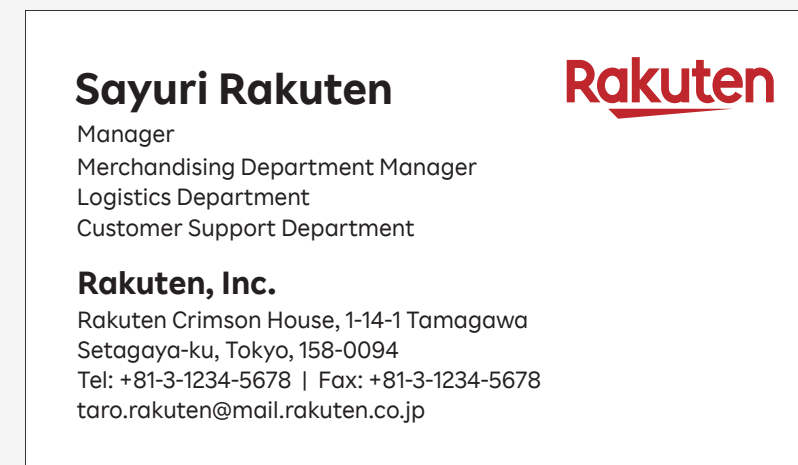 Sayuri Rakuten
Rakuten
Manager
Merchandising Department Manager
Logistics Department
Customer Support Department
Rakuten, Inc.
Rakuten Crimson House, 1-14-1 Tamagawa
Setagaya-ku, Tokyo, 158-0094
Tel: +81-3-1234-5678 | Fax: +81-3-1234-5678
taro.rakuten@mail.rakuten.co.jp